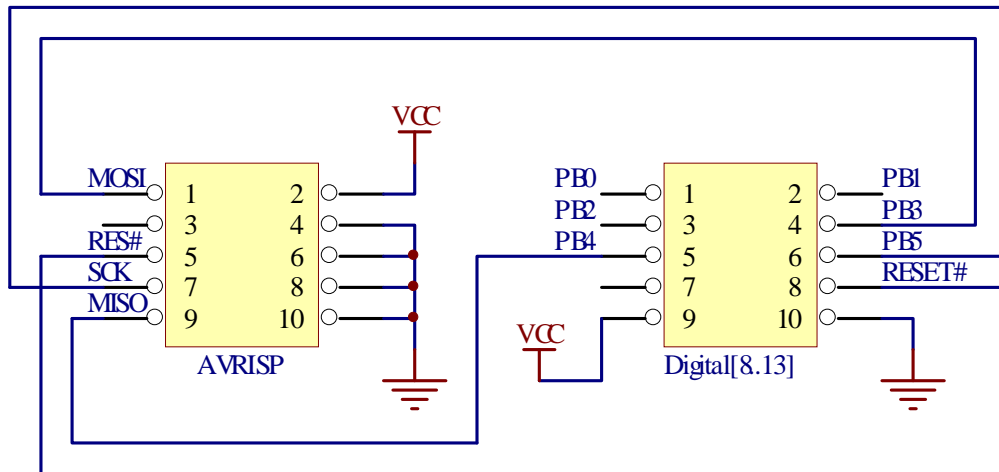 VCC
MOSI 1 2
3 4
RES# 5 6
SCK 7 8
MISO 9 10
AVRISP
PB0 1 2 PB1
PB2 3 4 PB3
PB4 5 6 PB5
7 8 RESET#
VCC 9 10
Digital[8..13]